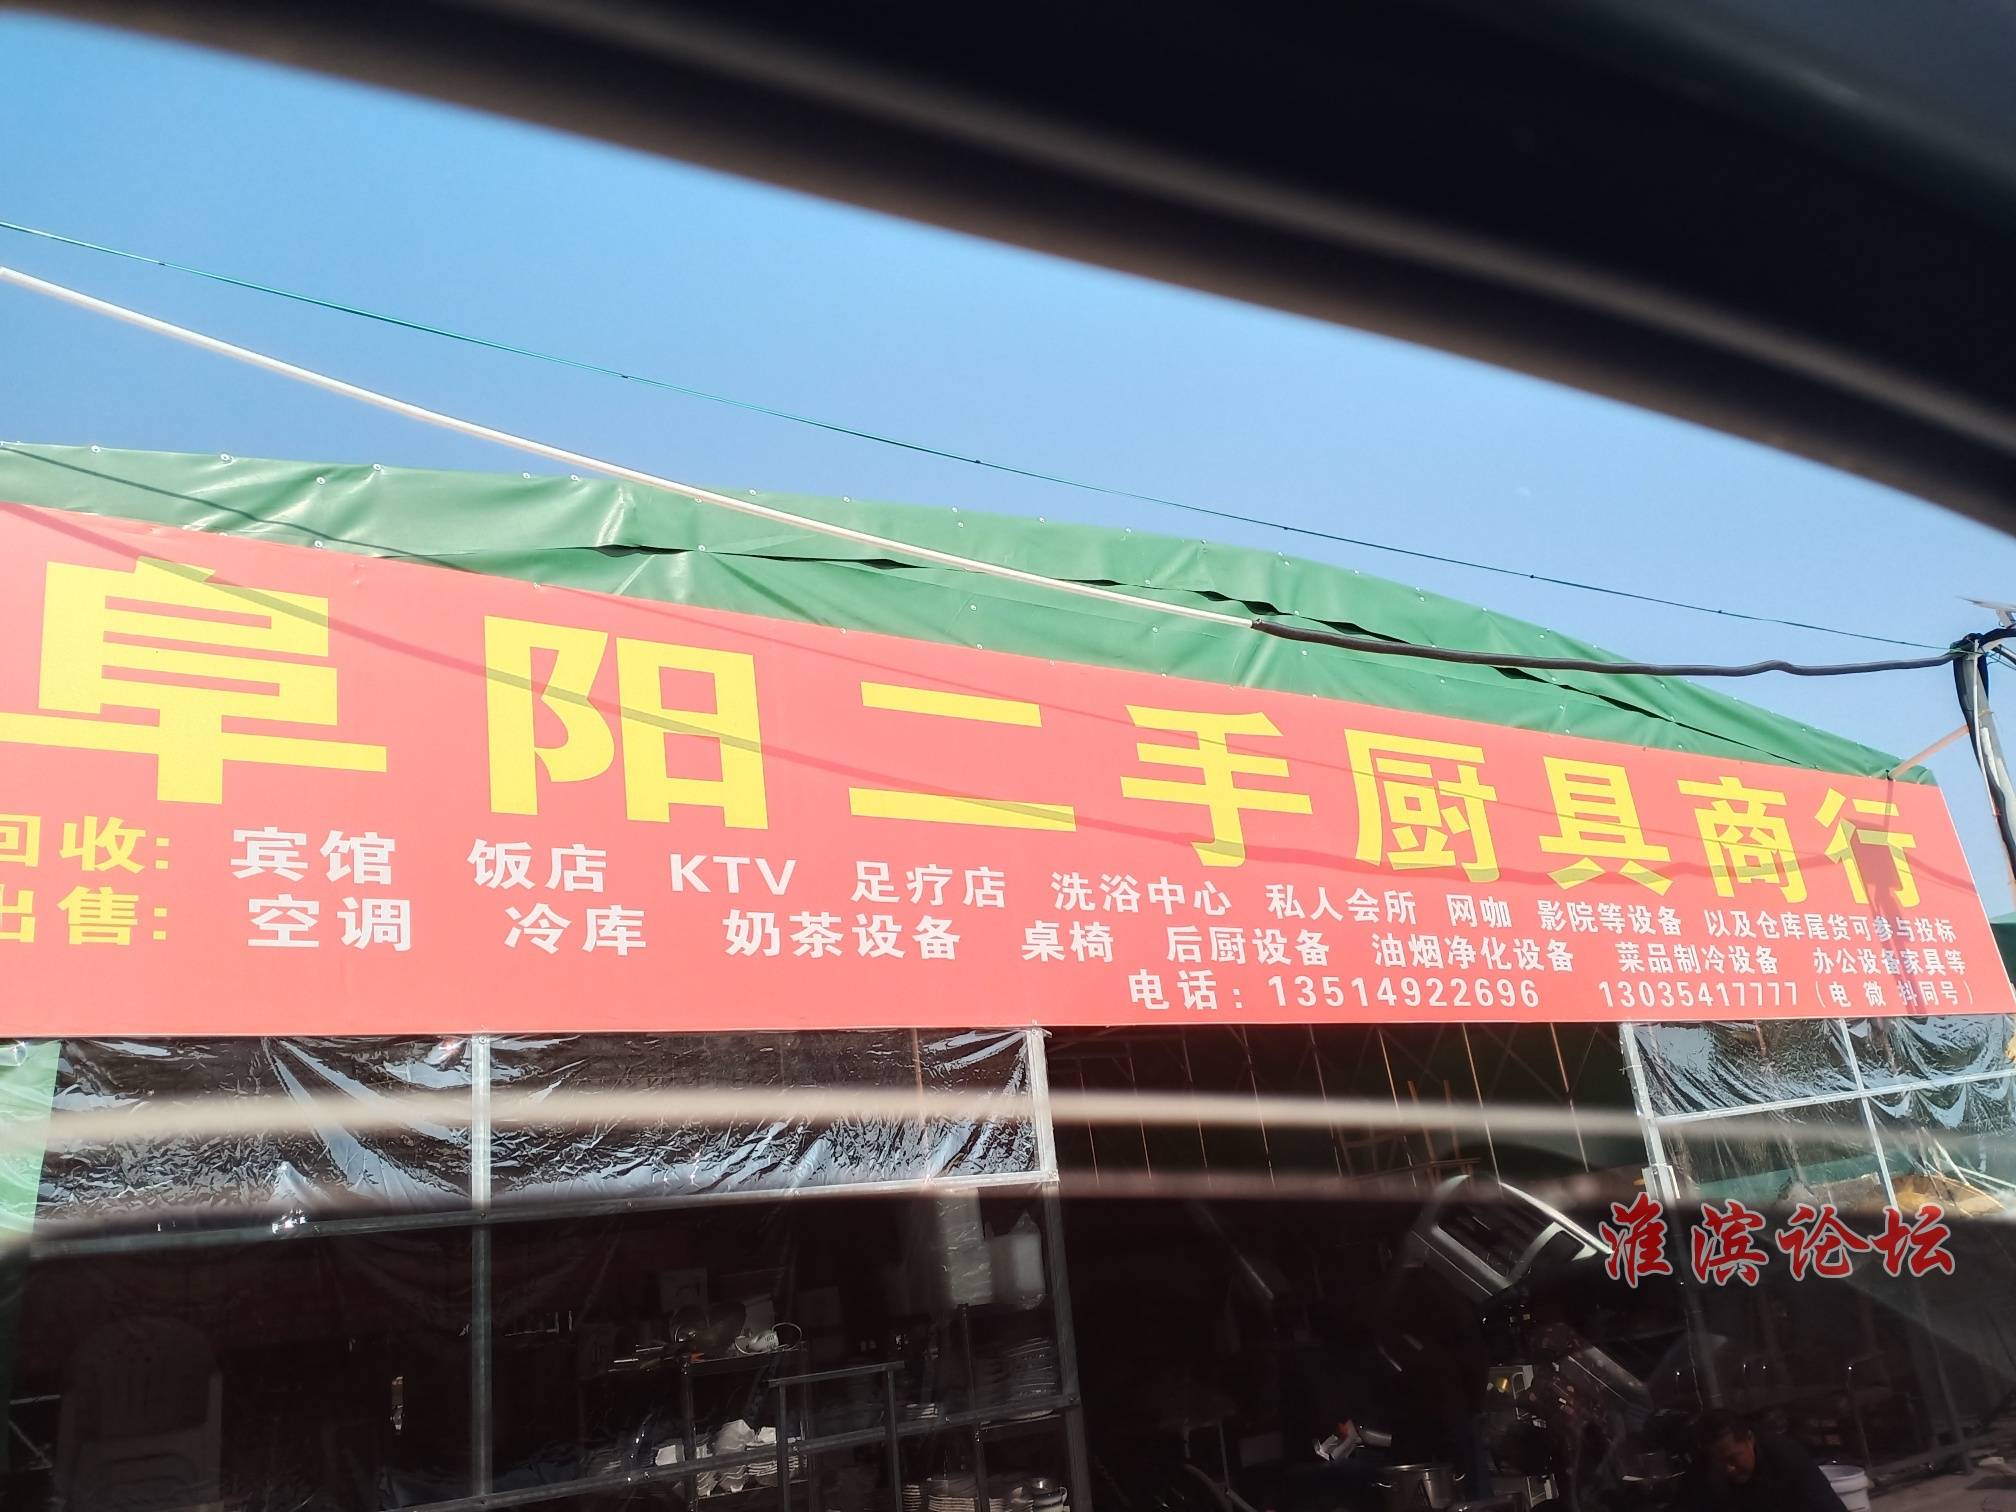 阜阳二手厨具商行
回收: 宾馆 饭店 KTV 足疗店 洗浴中心 私人会所 网咖 影院等设备 以及仓库尾货可参与投标
出售: 空调 冷库 奶茶设备 桌椅 后厨设备 油烟净化设备 菜品制冷设备 办公设备家具等
电话: 13514922696 13035417777(电 微 抖同号)
淮滨论坛